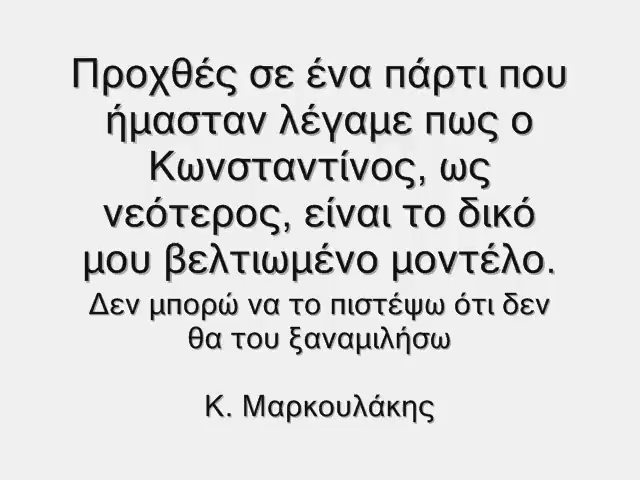 Προχθές σε ένα πάρτι που
ήμασταν λέγαμε πως ο
Κωνσταντίνος, ως
νεότερος, είναι το δικό
μου βελτιωμένο μοντέλο.
Δεν μπορώ να το πιστέψω ότι δεν
θα του ξαναμιλήσω
Κ. Μαρκουλάκης